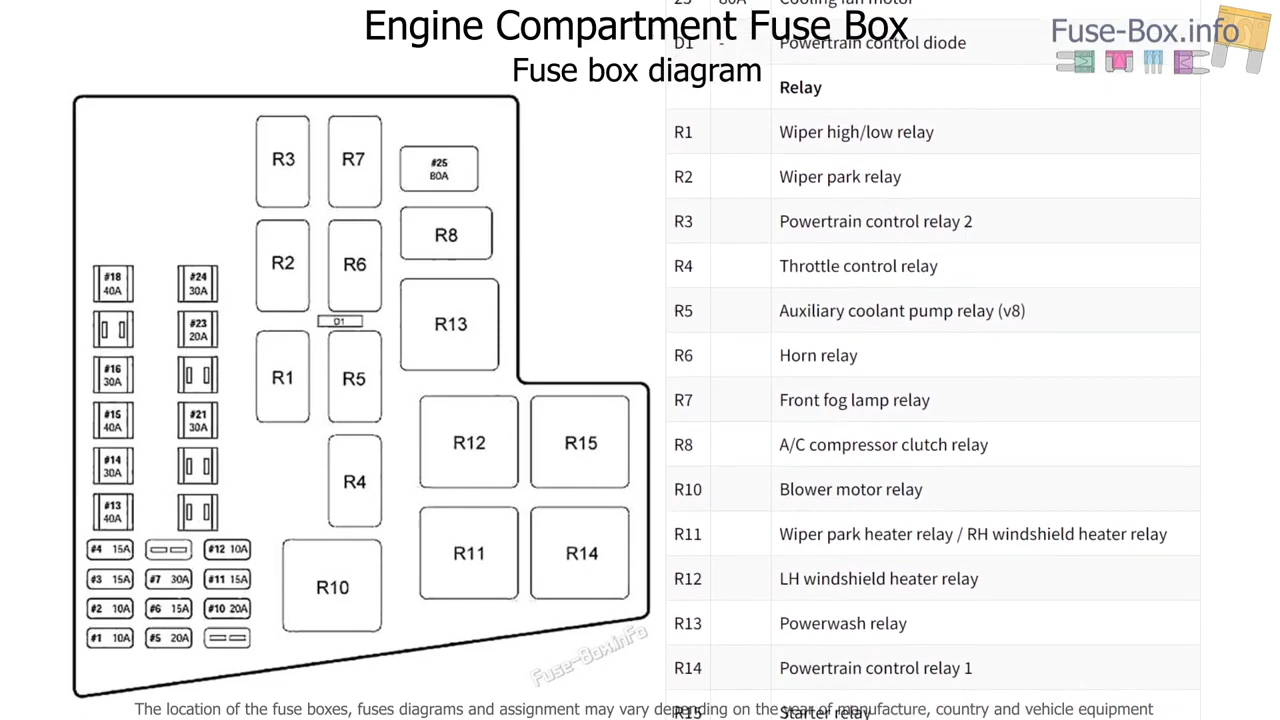 25 80A Cooling fan motor
Engine Compartment Fuse Box
Fuse-Box.info
D1 - Powertrain control diode
Fuse box diagram
Relay
R1 Wiper high/low relay
R2 Wiper park relay
R3 Powertrain control relay 2
R4 Throttle control relay
R5 Auxiliary coolant pump relay (v8)
R6 Horn relay
R7 Front fog lamp relay
R8 A/C compressor clutch relay
R10 Blower motor relay
R11 Wiper park heater relay / RH windshield heater relay
R12 LH windshield heater relay
R13 Powerwash relay
R14 Powertrain control relay 1
R15 Starter relay
R3 R7 #25
80A
R8
R2 R6
#18 #24
40A 30A
D1
R13
#23
20A
#16
30A
R1 R5
#15 #21
40A 30A
R12 R15
#14
30A
R4
#13
40A
#4 15A #12 10A
R11 R14
#3 15A #7 30A #11 15A
R10
#2 10A #6 15A #10 20A
#1 10A #5 20A
Fuse-Box.info
The location of the fuse boxes, fuses diagrams and assignment may vary depending on the year of manufacture, country and vehicle equipment